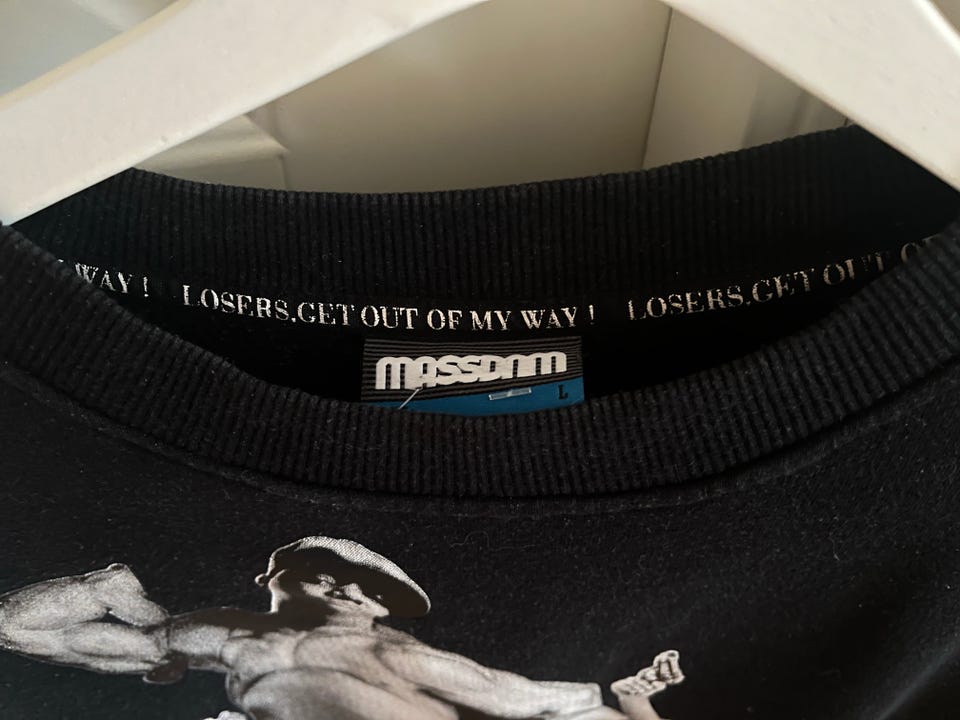 WAY ! LOSERS.GET OUT OF MY WAY ! LOSERS.GET OUT O
MASSDNM
L